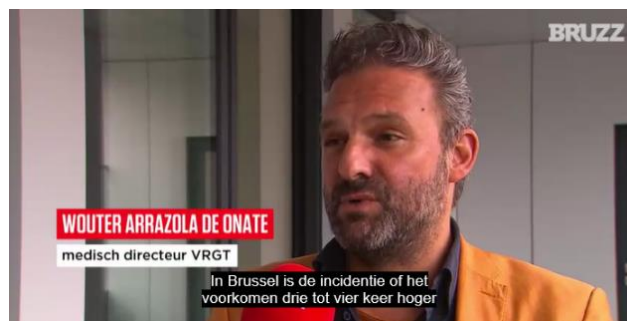 BRUZZ
WOUTER ARRAZOLA DE ONATE
medisch directeur VRGT
In Brussel is de incidentie of het
voorkomen drie tot vier keer hoger